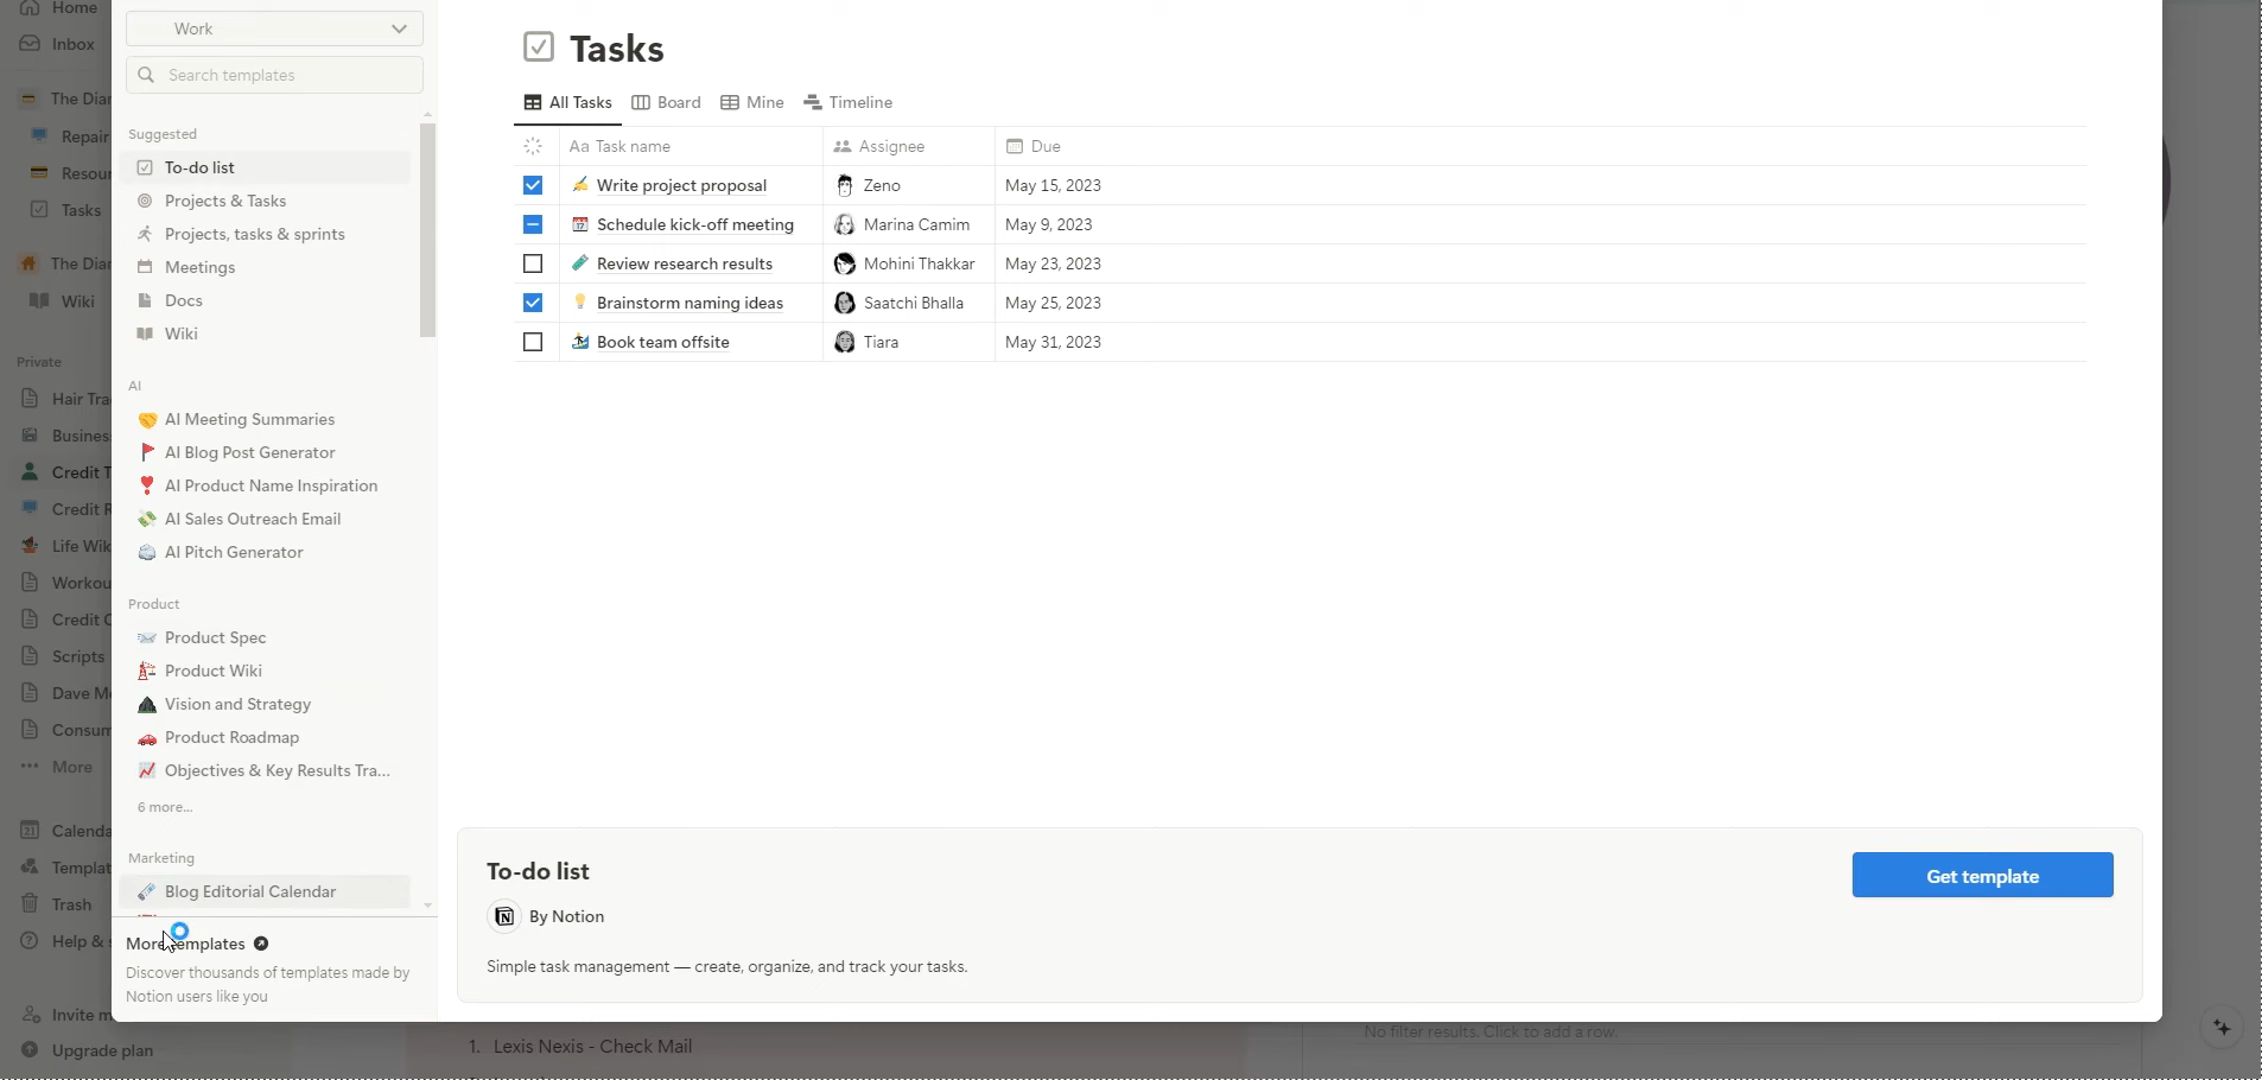 Home
Inbox
The Diar
Repair
Resour
Tasks
The Diar
Wiki
Private
Hair Tra
Busines
Credit T
Credit R
Life Wik
Workou
Credit C
Scripts
Dave M
Consum
More
Calenda
Templat
Trash
Help & s
Invite m
Upgrade plan
Work
Search templates
Suggested
To-do list
Projects & Tasks
Projects, tasks & sprints
Meetings
Docs
Wiki
AI
AI Meeting Summaries
AI Blog Post Generator
AI Product Name Inspiration
AI Sales Outreach Email
AI Pitch Generator
Product
Product Spec
Product Wiki
Vision and Strategy
Product Roadmap
Objectives & Key Results Tra...
6 more...
Marketing
Blog Editorial Calendar
More templates
Discover thousands of templates made by
Notion users like you
Tasks
All Tasks Board Mine Timeline
Aa Task name Assignee Due
Write project proposal Zeno May 15, 2023
Schedule kick-off meeting Marina Camim May 9, 2023
Review research results Mohini Thakkar May 23, 2023
Brainstorm naming ideas Saatchi Bhalla May 25, 2023
Book team offsite Tiara May 31, 2023
To-do list
Get template
By Notion
Simple task management — create, organize, and track your tasks.
No filter results. Click to add a row.
1. Lexis Nexis - Check Mail